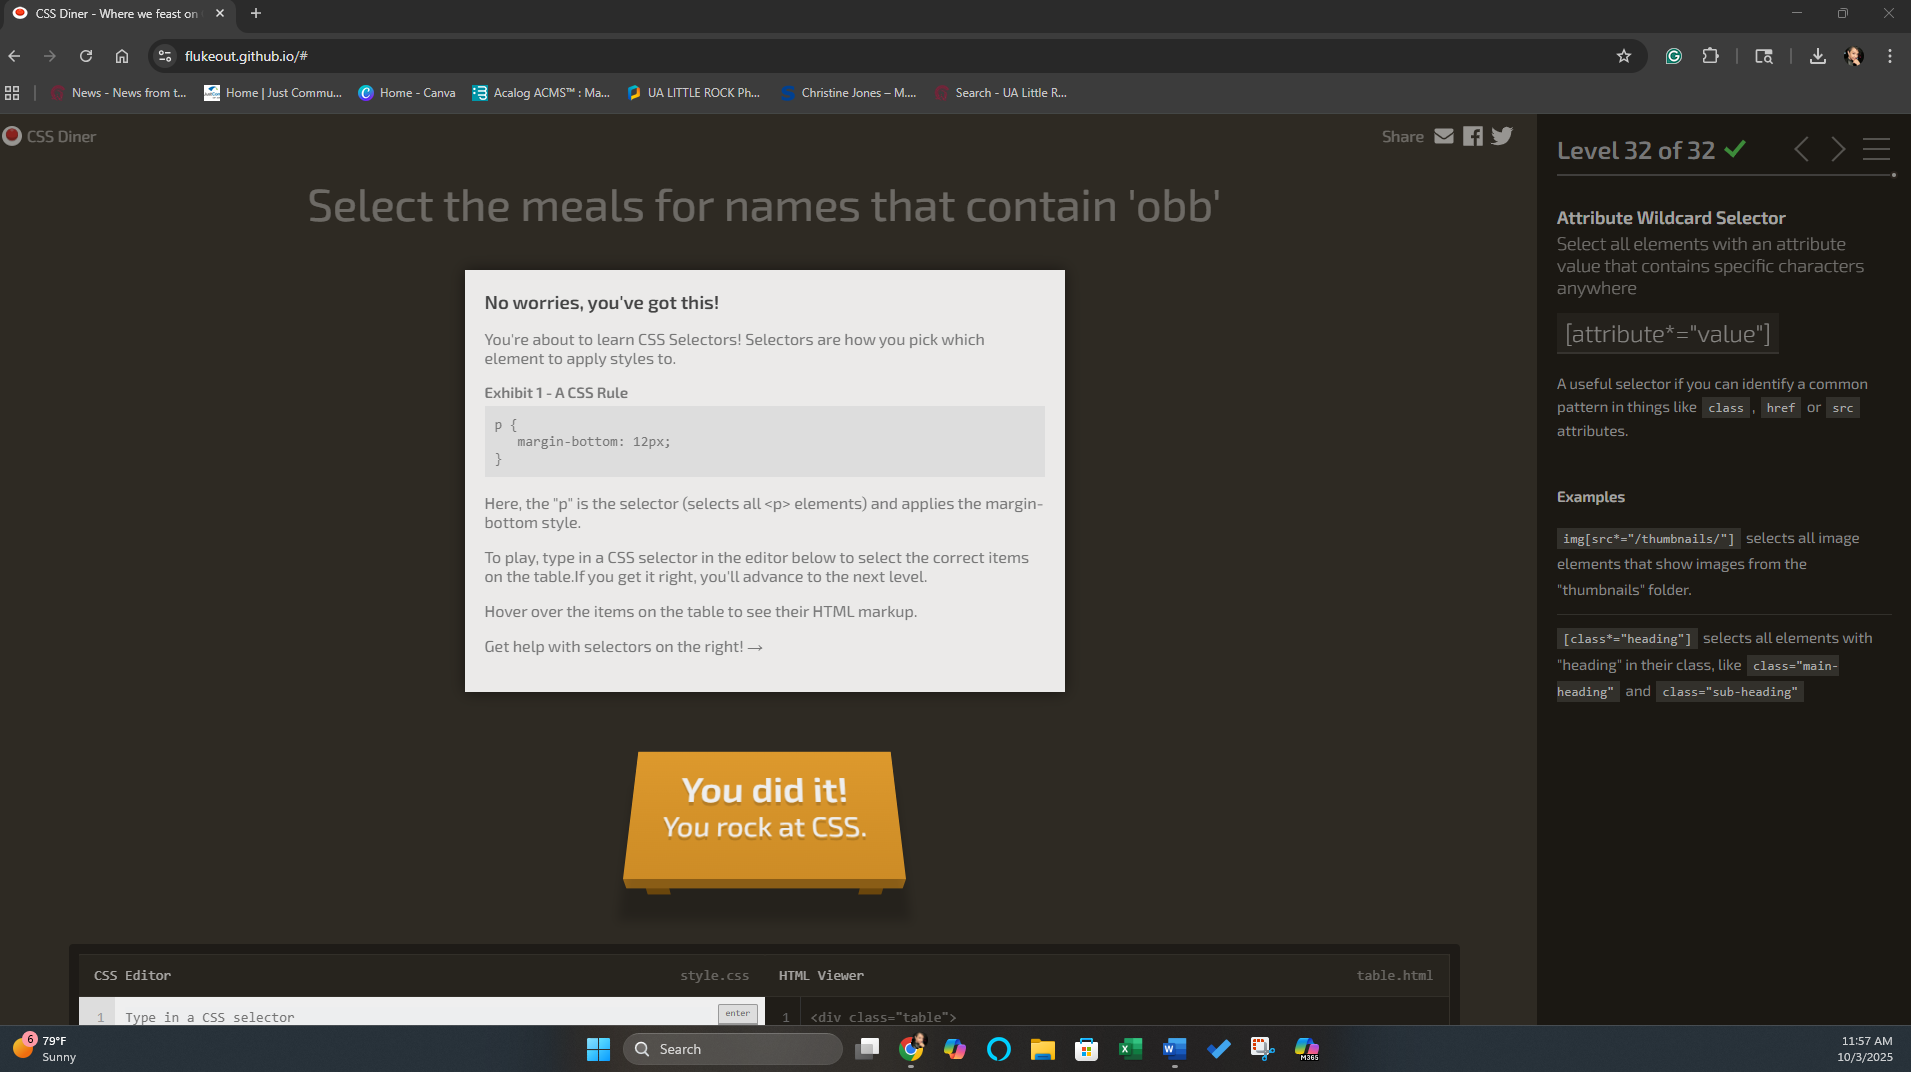 CSS Diner - Where we feast on
flukeout.github.io/#
News - News from t...
Home | Just Commu...
Home - Canva
Acalog ACMS™ : Ma...
UA LITTLE ROCK Ph...
Christine Jones – M....
Search - UA Little R...
CSS Diner
Share
Select the meals for names that contain 'obb'
No worries, you've got this!
You're about to learn CSS Selectors! Selectors are how you pick which
element to apply styles to.
Exhibit 1 - A CSS Rule
p {
margin-bottom: 12px;
}
Here, the "p" is the selector (selects all <p> elements) and applies the margin-
bottom style.
To play, type in a CSS selector in the editor below to select the correct items
on the table.If you get it right, you'll advance to the next level.
Hover over the items on the table to see their HTML markup.
Get help with selectors on the right! →
You did it!
You rock at CSS.
CSS Editor
style.css
HTML Viewer
table.html
1
Type in a CSS selector
enter
1
<div class="table">
Level 32 of 32
Attribute Wildcard Selector
Select all elements with an attribute
value that contains specific characters
anywhere
[attribute*="value"]
A useful selector if you can identify a common
pattern in things like class , href or src
attributes.
Examples
img[src*="/thumbnails/"] selects all image
elements that show images from the
"thumbnails" folder.
[class*="heading"] selects all elements with
"heading" in their class, like class="main-
heading" and class="sub-heading"
6
79°F
Sunny
Search
M365
11:57 AM
10/3/2025